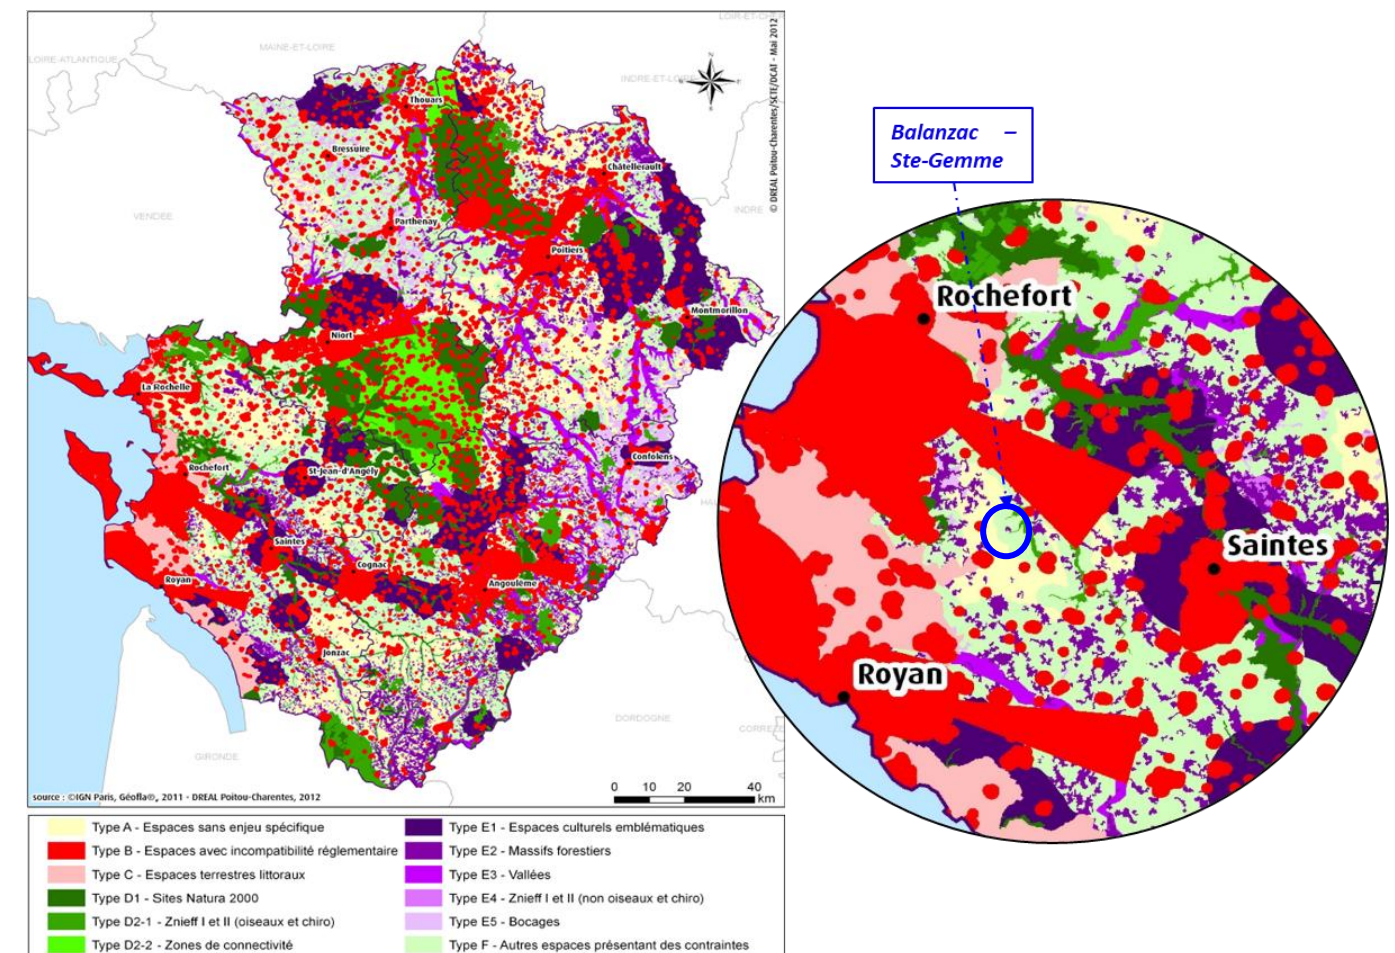 LOIRE-ATLANTIQUE
MAINE-ET-LOIRE
INDRE-ET-LOIRE
VENDEE
INDRE
DORDOGNE
GIRONDE
Thouars
Bressuire
Châtellerault
Parthenay
Poitiers
Montmorillon
Niort
La Rochelle
Rochefort
St-Jean-d'Angély
Confolens
Saintes
Cognac
Royan
Angoulême
Jonzac
© DREAL Poitou-Charentes/SCTE/DCAT - Mai 2012
0 10 20 40
km
source : ©IGN Paris, Géofla®, 2011 - DREAL Poitou-Charentes, 2012
Balanzac –
Ste-Gemme
Rochefort
Saintes
Royan
Type A - Espaces sans enjeu spécifique
Type B - Espaces avec incompatibilité réglementaire
Type C - Espaces terrestres littoraux
Type D1 - Sites Natura 2000
Type D2-1 - Znieff I et II (oiseaux et chiro)
Type D2-2 - Zones de connectivité
Type E1 - Espaces culturels emblématiques
Type E2 - Massifs forestiers
Type E3 - Vallées
Type E4 - Znieff I et II (non oiseaux et chiro)
Type E5 - Bocages
Type F - Autres espaces présentant des contraintes